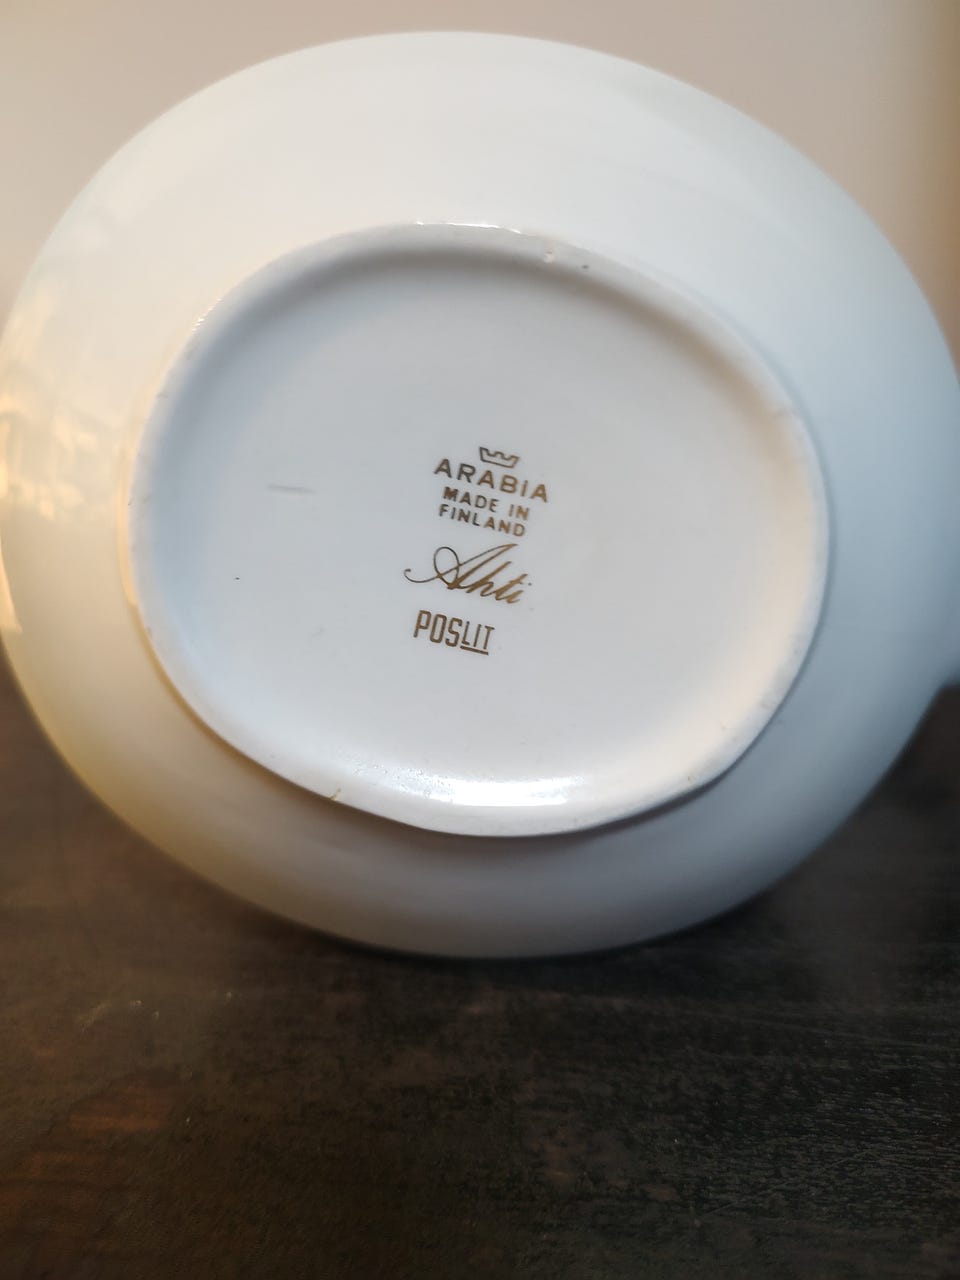 ARABIA
MADE IN
FINLAND
Ahti
POSLIT